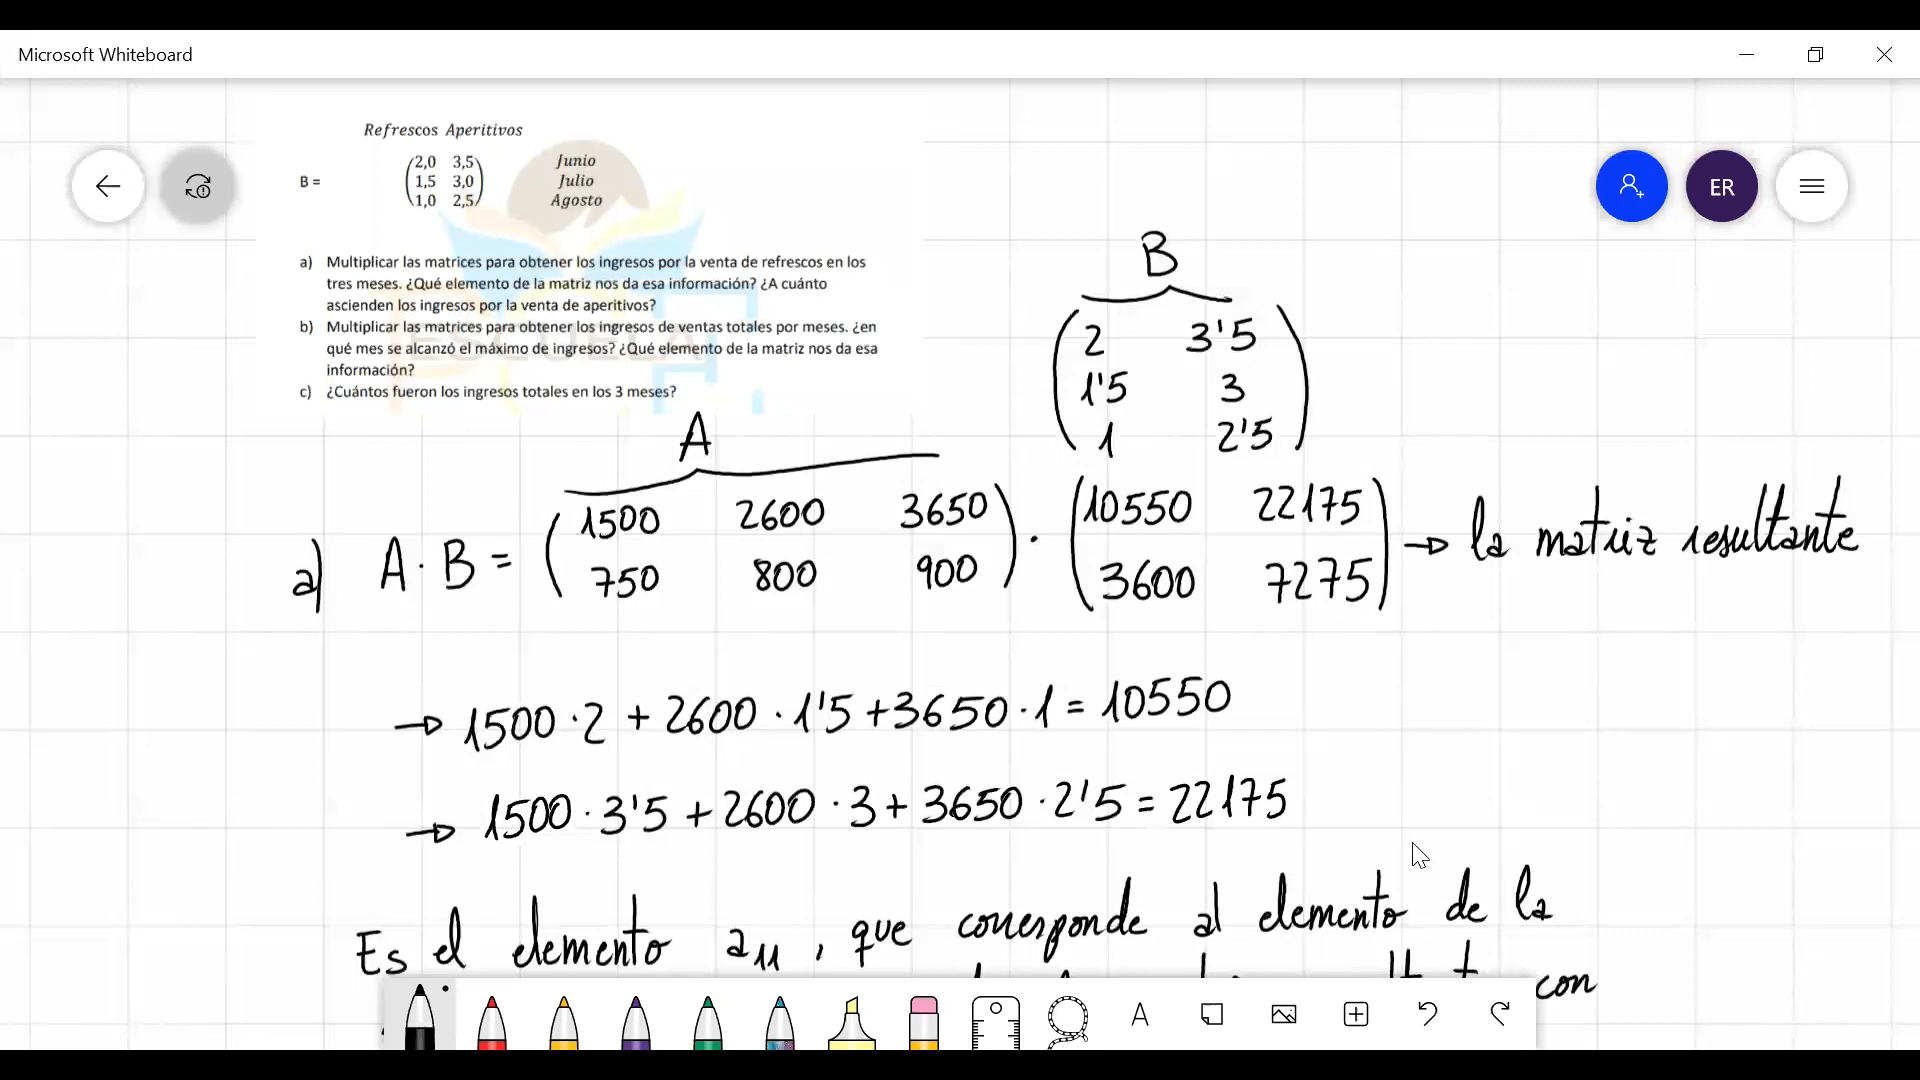 Microsoft Whiteboard
Refrescos Aperitivos
B = (2,0 3,5) Junio
(1,5 3,0) Julio
(1,0 2,5) Agosto
ER
a) Multiplicar las matrices para obtener los ingresos por la venta de refrescos en los
tres meses. ¿Qué elemento de la matriz nos da esa información? ¿A cuánto
ascienden los ingresos por la venta de aperitivos?
b) Multiplicar las matrices para obtener los ingresos de ventas totales por meses. ¿en
qué mes se alcanzó el máximo de ingresos? ¿Qué elemento de la matriz nos da esa
información?
c) ¿Cuántos fueron los ingresos totales en los 3 meses?
ESCUELA
B
(2 3'5)
(1'5 3)
(1 2'5)
A
a) A · B = (1500 2600 3650) · (10550 22175) → la matriz resultante
(750 800 900) (3600 7275)
→ 1500 · 2 + 2600 · 1'5 + 3650 · 1 = 10550
→ 1500 · 3'5 + 2600 · 3 + 3650 · 2'5 = 22175
Es el elemento a11, que corresponde al elemento de la
con
A